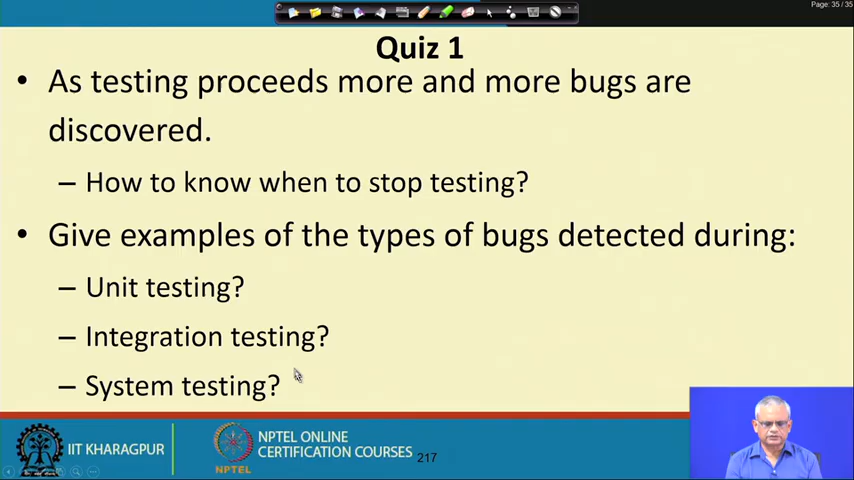 Page: 35 / 35
Quiz 1
• As testing proceeds more and more bugs are
discovered.
– How to know when to stop testing?
• Give examples of the types of bugs detected during:
– Unit testing?
– Integration testing?
– System testing?
IIT KHARAGPUR
NPTEL
NPTEL ONLINE
CERTIFICATION COURSES
217